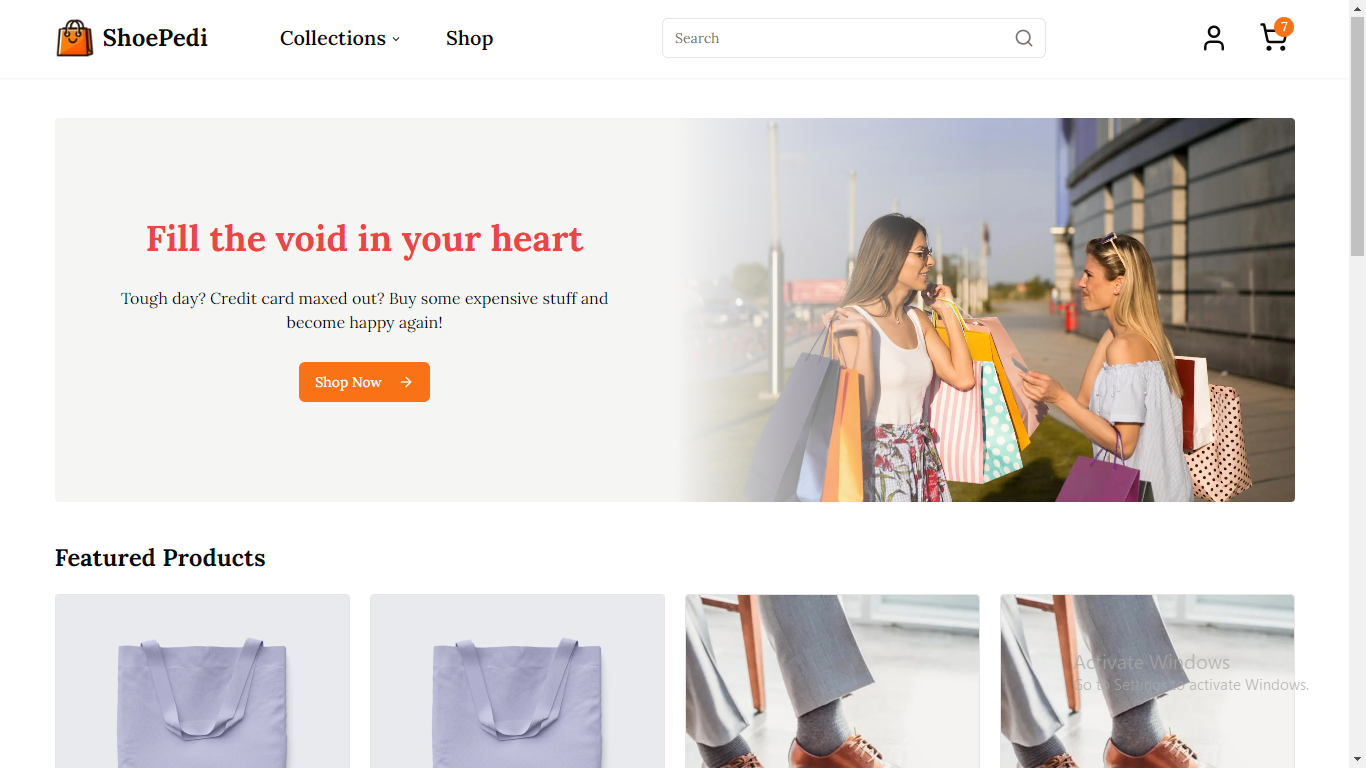 ShoePedi
Collections
Shop
Search
7
Fill the void in your heart
Tough day? Credit card maxed out? Buy some expensive stuff and
become happy again!
Shop Now
Featured Products
Activate Windows
Go to Settings to activate Windows.